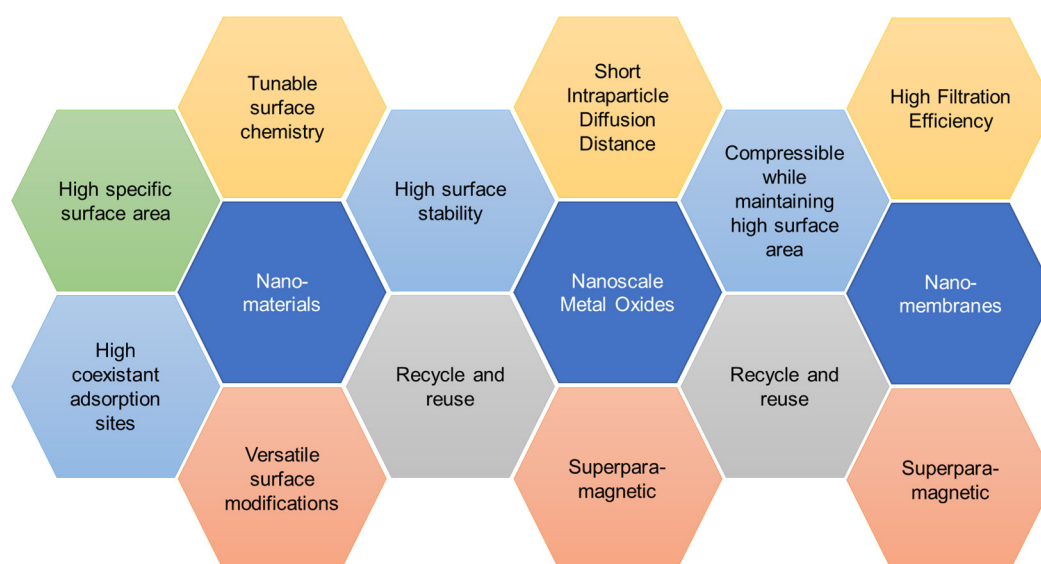 Tunable
surface
chemistry
Short
Intraparticle
Diffusion
Distance
High Filtration
Efficiency
High specific
surface area
High surface
stability
Compressible
while
maintaining
high surface
area
Nano-
materials
Nanoscale
Metal Oxides
Nano-
membranes
High
coexistant
adsorption
sites
Recycle and
reuse
Recycle and
reuse
Versatile
surface
modifications
Superpara-
magnetic
Superpara-
magnetic